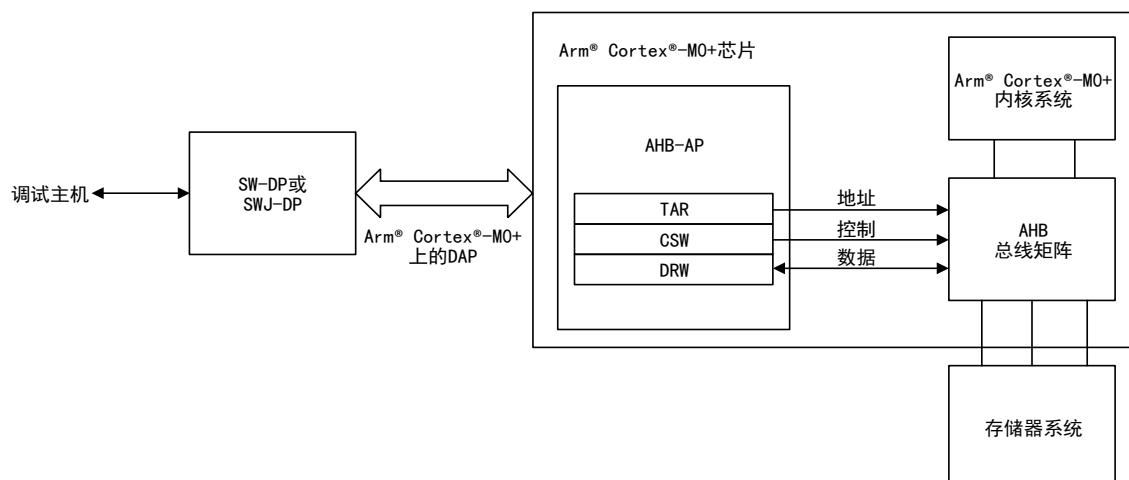 Arm® Cortex®-M0+芯片
Arm® Cortex®-M0+
内核系统
AHB-AP
调试主机
SW-DP或
SWJ-DP
TAR
CSW
DRW
地址
控制
数据
AHB
总线矩阵
Arm® Cortex®-M0+
上的DAP
存储器系统